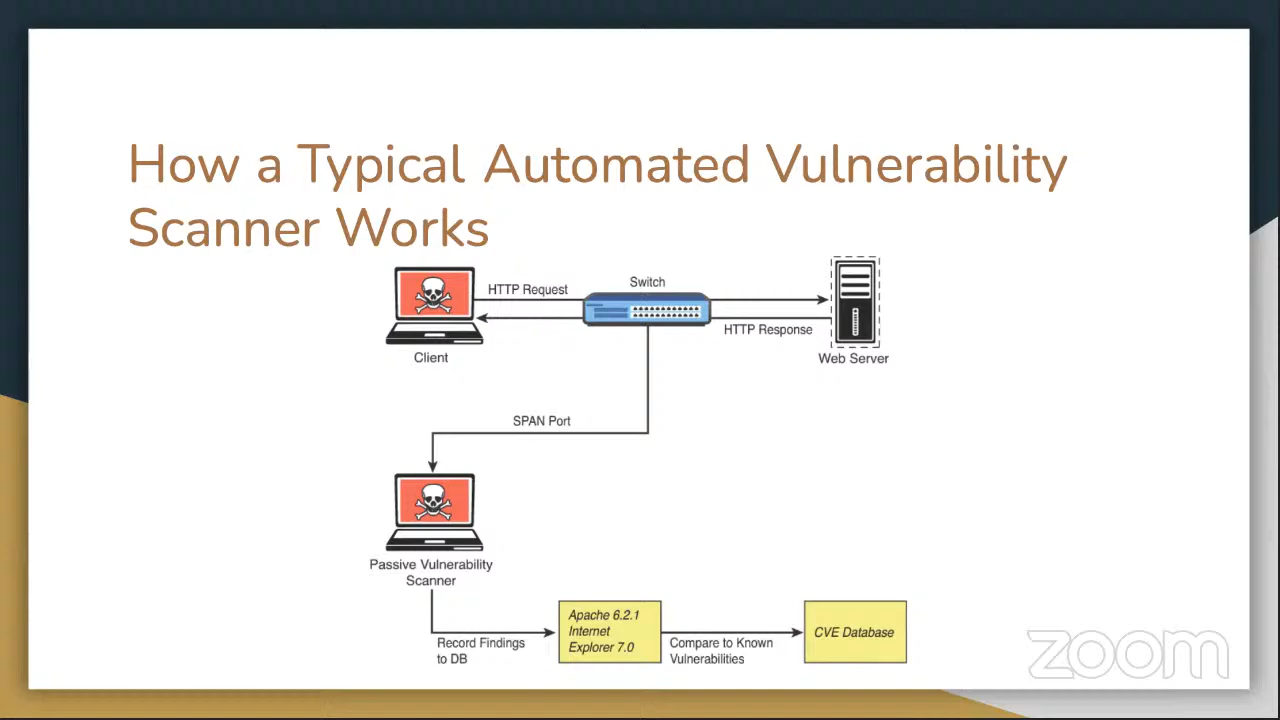 How a Typical Automated Vulnerability
Scanner Works
HTTP Request
Switch
HTTP Response
Client
Web Server
SPAN Port
Passive Vulnerability
Scanner
Record Findings
to DB
Apache 6.2.1
Internet
Explorer 7.0
Compare to Known
Vulnerabilities
CVE Database
zoom